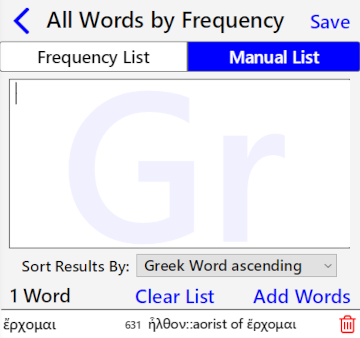 All Words by Frequency Save
Frequency List Manual List
Gr
Sort Results By: Greek Word ascending
1 Word Clear List Add Words
ἔρχομαι 631 ἦλθον::aorist of ἔρχομαι